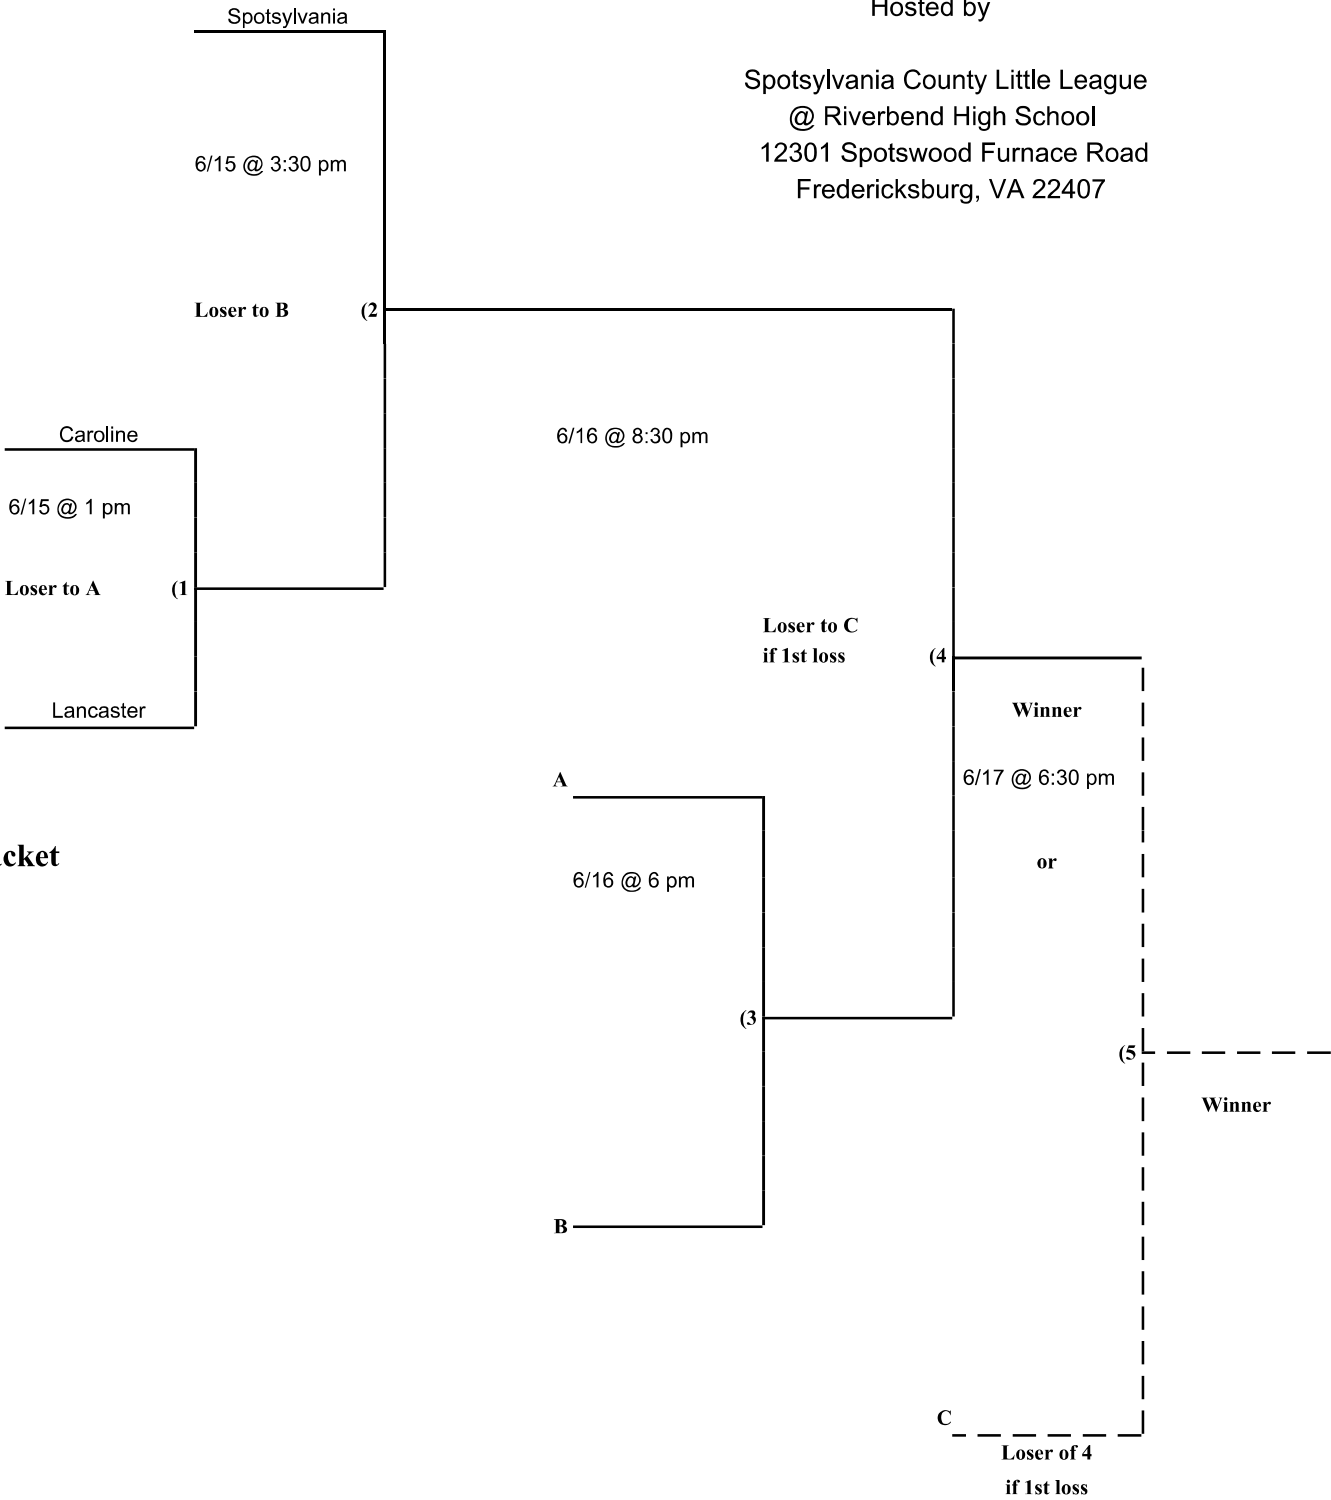 Hosted by
Spotsylvania
Spotsylvania County Little League
@ Riverbend High School
12301 Spotswood Furnace Road
Fredericksburg, VA 22407
6/15 @ 3:30 pm
Loser to B (2
Caroline
6/16 @ 8:30 pm
6/15 @ 1 pm
Loser to A (1
Loser to C
if 1st loss (4
Lancaster
Winner
6/17 @ 6:30 pm
A
cket
or
6/16 @ 6 pm
(3
(5
Winner
B
C
Loser of 4
if 1st loss